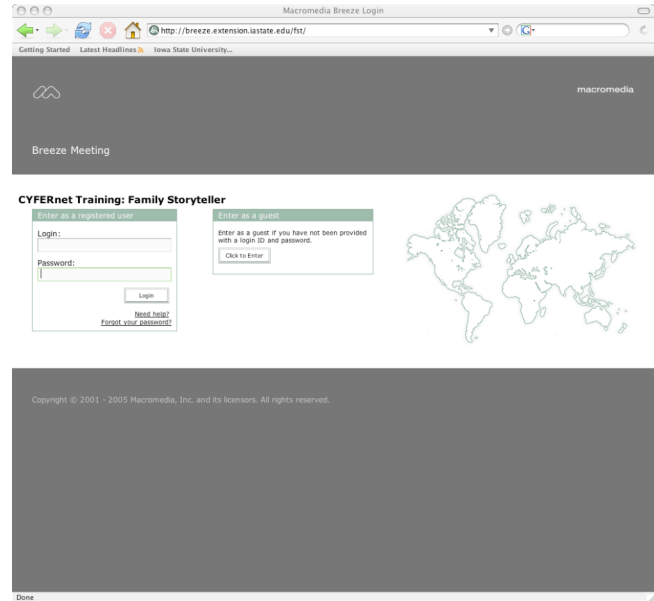 Macromedia Breeze Login
http://breeze.extension.iastate.edu/fst/
G
Getting Started Latest Headlines Iowa State University...
macromedia
Breeze Meeting
CYFERnet Training: Family Storyteller
Enter as a registered user
Login:
Password:
Login
Need help?
Forgot your password?
Enter as a guest
Enter as a guest if you have not been provided
with a login ID and password.
Click to Enter
Copyright © 2001 - 2005 Macromedia, Inc. and its licensors. All rights reserved.
Done